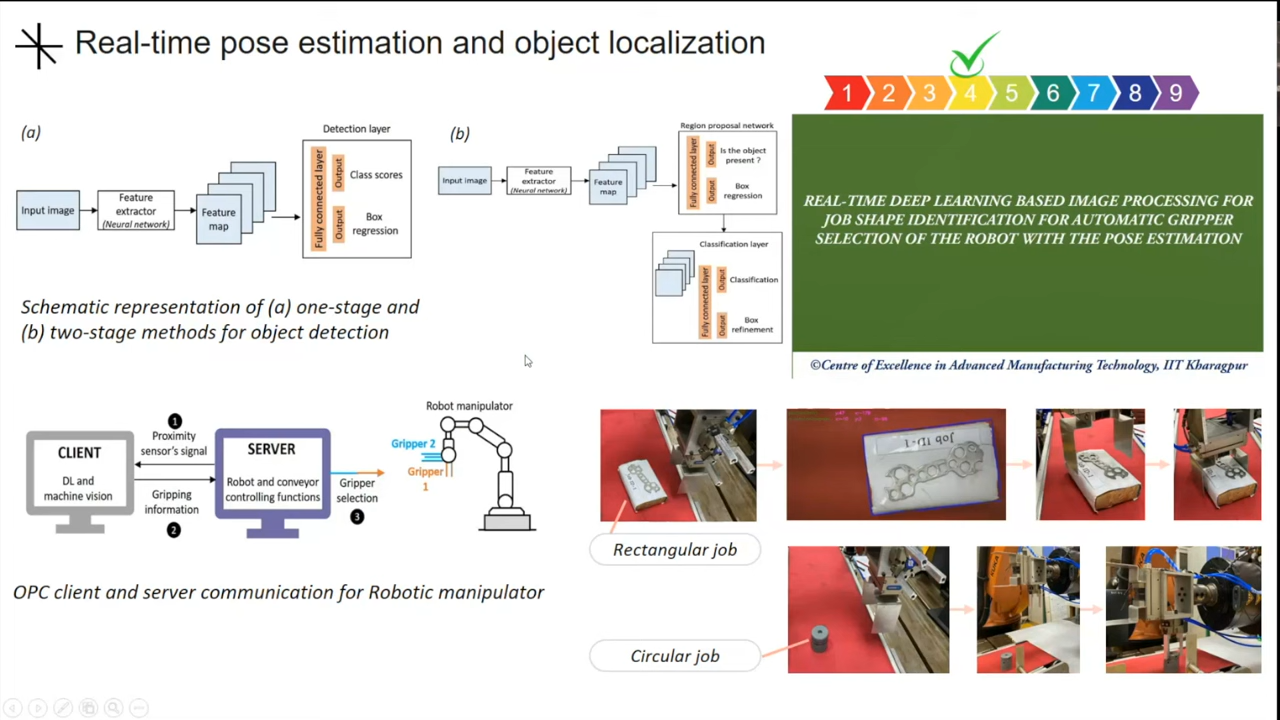 Real-time pose estimation and object localization
1 2 3 4 5 6 7 8 9
(a)
Detection layer
Input image
Feature
extractor
(Neural network)
Feature
map
Fully connected layer
Output
Class scores
Output
Box
regression
(b)
Region proposal network
Input image
Feature
extractor
(Neural network)
Feature
map
Fully connected layer
Output
Is the object
present ?
Output
Box
regression
Classification layer
Fully connected layer
Output
Classification
Output
Box
refinement
Schematic representation of (a) one-stage and
(b) two-stage methods for object detection
REAL-TIME DEEP LEARNING BASED IMAGE PROCESSING FOR
JOB SHAPE IDENTIFICATION FOR AUTOMATIC GRIPPER
SELECTION OF THE ROBOT WITH THE POSE ESTIMATION
©Centre of Excellence in Advanced Manufacturing Technology, IIT Kharagpur
CLIENT
DL and
machine vision
1
Proximity
sensor's signal
Gripping
information
2
SERVER
Robot and conveyor
controlling functions
Gripper
selection
3
Robot manipulator
Gripper 2
Gripper
1
OPC client and server communication for Robotic manipulator
Job ID-1
Rectangular job
Circular job